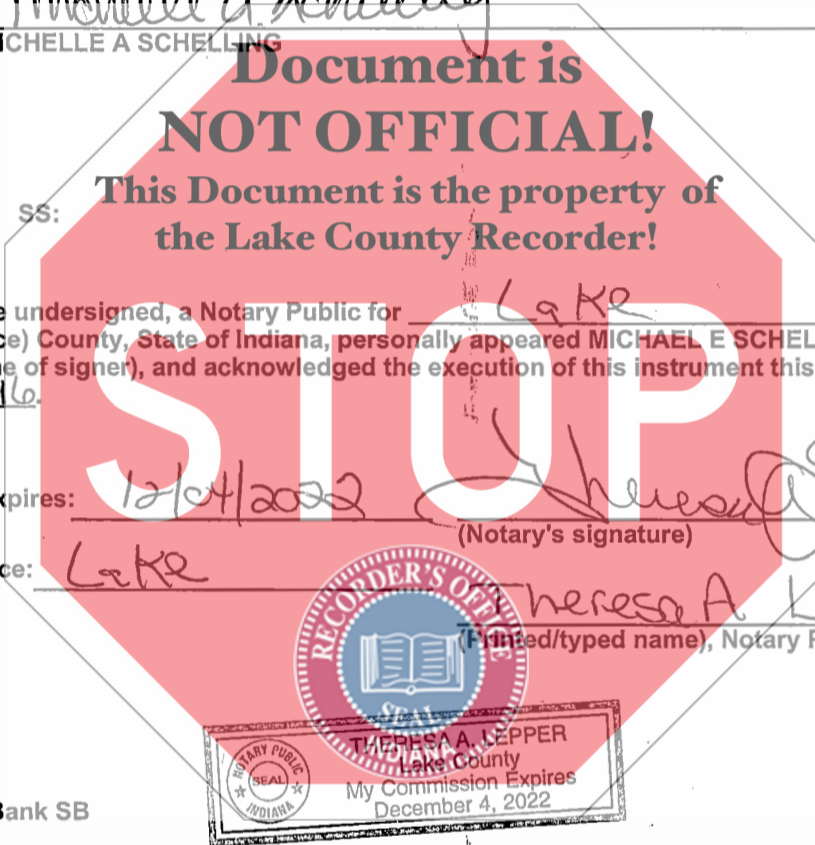 Michelle A. Schelling
ICHELLE A SCHELLING
Document is
NOT OFFICIAL!
This Document is the property of
the Lake County Recorder!
SS:
e undersigned, a Notary Public for Lake
ce) County, State of Indiana, personally appeared MICHAEL E SCHEL
e of signer), and acknowledged the execution of this instrument this
16.
STOP
xpires: 12/04/2022
(Notary's signature)
ce: Lake
Theresa A L
(Printed/typed name), Notary P
RECORDER'S OFFICE
SEAL
INDIANA
NOTARY PUBLIC
SEAL
INDIANA
THERESA A. LEPPER
Lake County
My Commission Expires
December 4, 2022
Bank SB